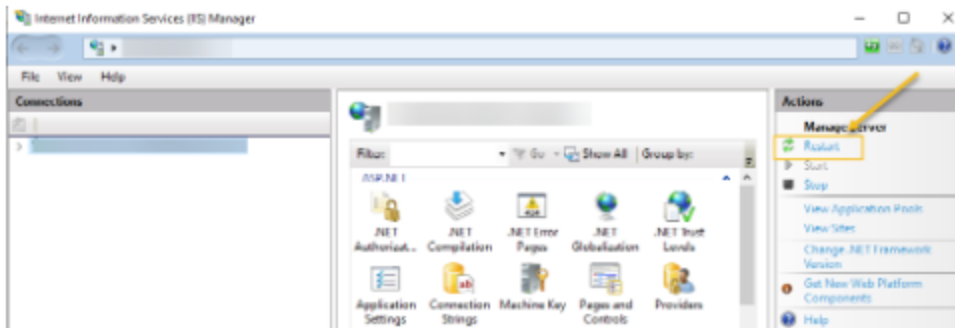 Internet Information Services (IIS) Manager
File View Help
Connections
Filter: Go Show All Group by:
ASP.NET
.NET Authorizat...
.NET Compilation
.NET Error Pages
.NET Globalization
.NET Trust Levels
Application Settings
Connection Strings
Machine Key
Pages and Controls
Providers
Actions
Manage Server
Restart
Start
Stop
View Application Pools
View Sites
Change .NET Framework
Version
Get New Web Platform
Components
Help